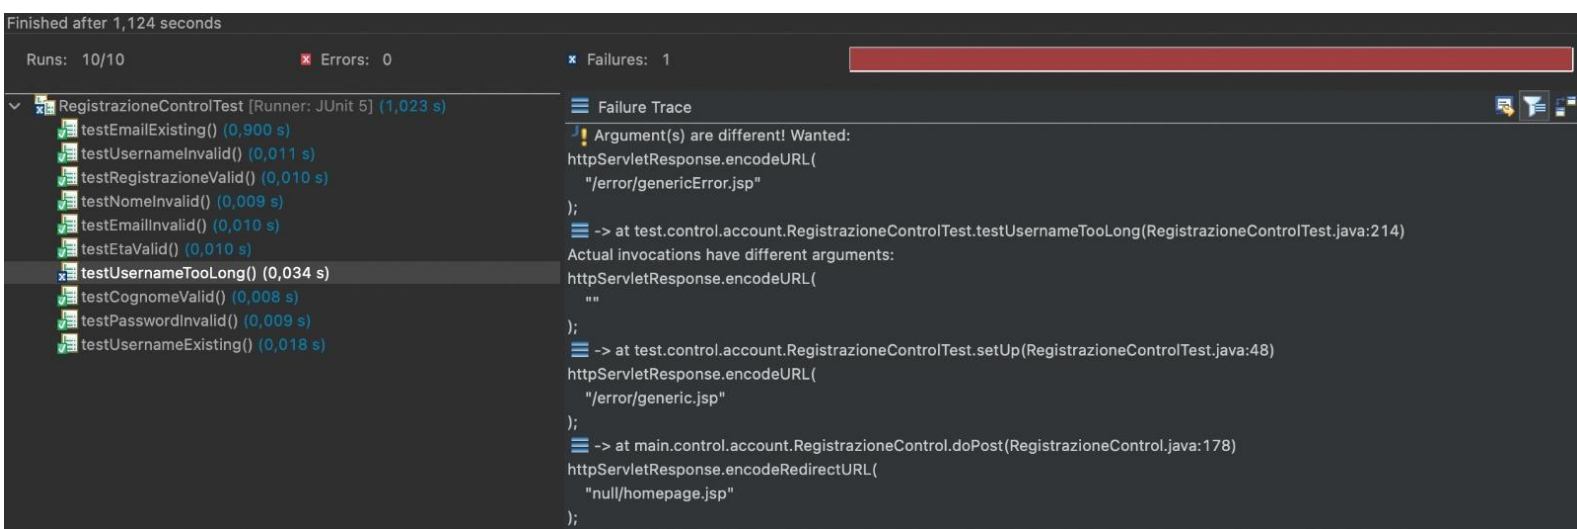 Finished after 1,124 seconds
Runs: 10/10 Errors: 0 Failures: 1
RegistrazioneControlTest [Runner: JUnit 5] (1,023 s)
testEmailExisting() (0,900 s)
testUsernameInvalid() (0,011 s)
testRegistrazioneValid() (0,010 s)
testNomeInvalid() (0,009 s)
testEmailInvalid() (0,010 s)
testEtaValid() (0,010 s)
testUsernameTooLong() (0,034 s)
testCognomeValid() (0,008 s)
testPasswordInvalid() (0,009 s)
testUsernameExisting() (0,018 s)
Failure Trace
Argument(s) are different! Wanted:
httpServletResponse.encodeURL(
"/error/genericError.jsp"
);
-> at test.control.account.RegistrazioneControlTest.testUsernameTooLong(RegistrazioneControlTest.java:214)
Actual invocations have different arguments:
httpServletResponse.encodeURL(
""
);
-> at test.control.account.RegistrazioneControlTest.setUp(RegistrazioneControlTest.java:48)
httpServletResponse.encodeURL(
"/error/generic.jsp"
);
-> at main.control.account.RegistrazioneControl.doPost(RegistrazioneControl.java:178)
httpServletResponse.encodeRedirectURL(
"null/homepage.jsp"
);